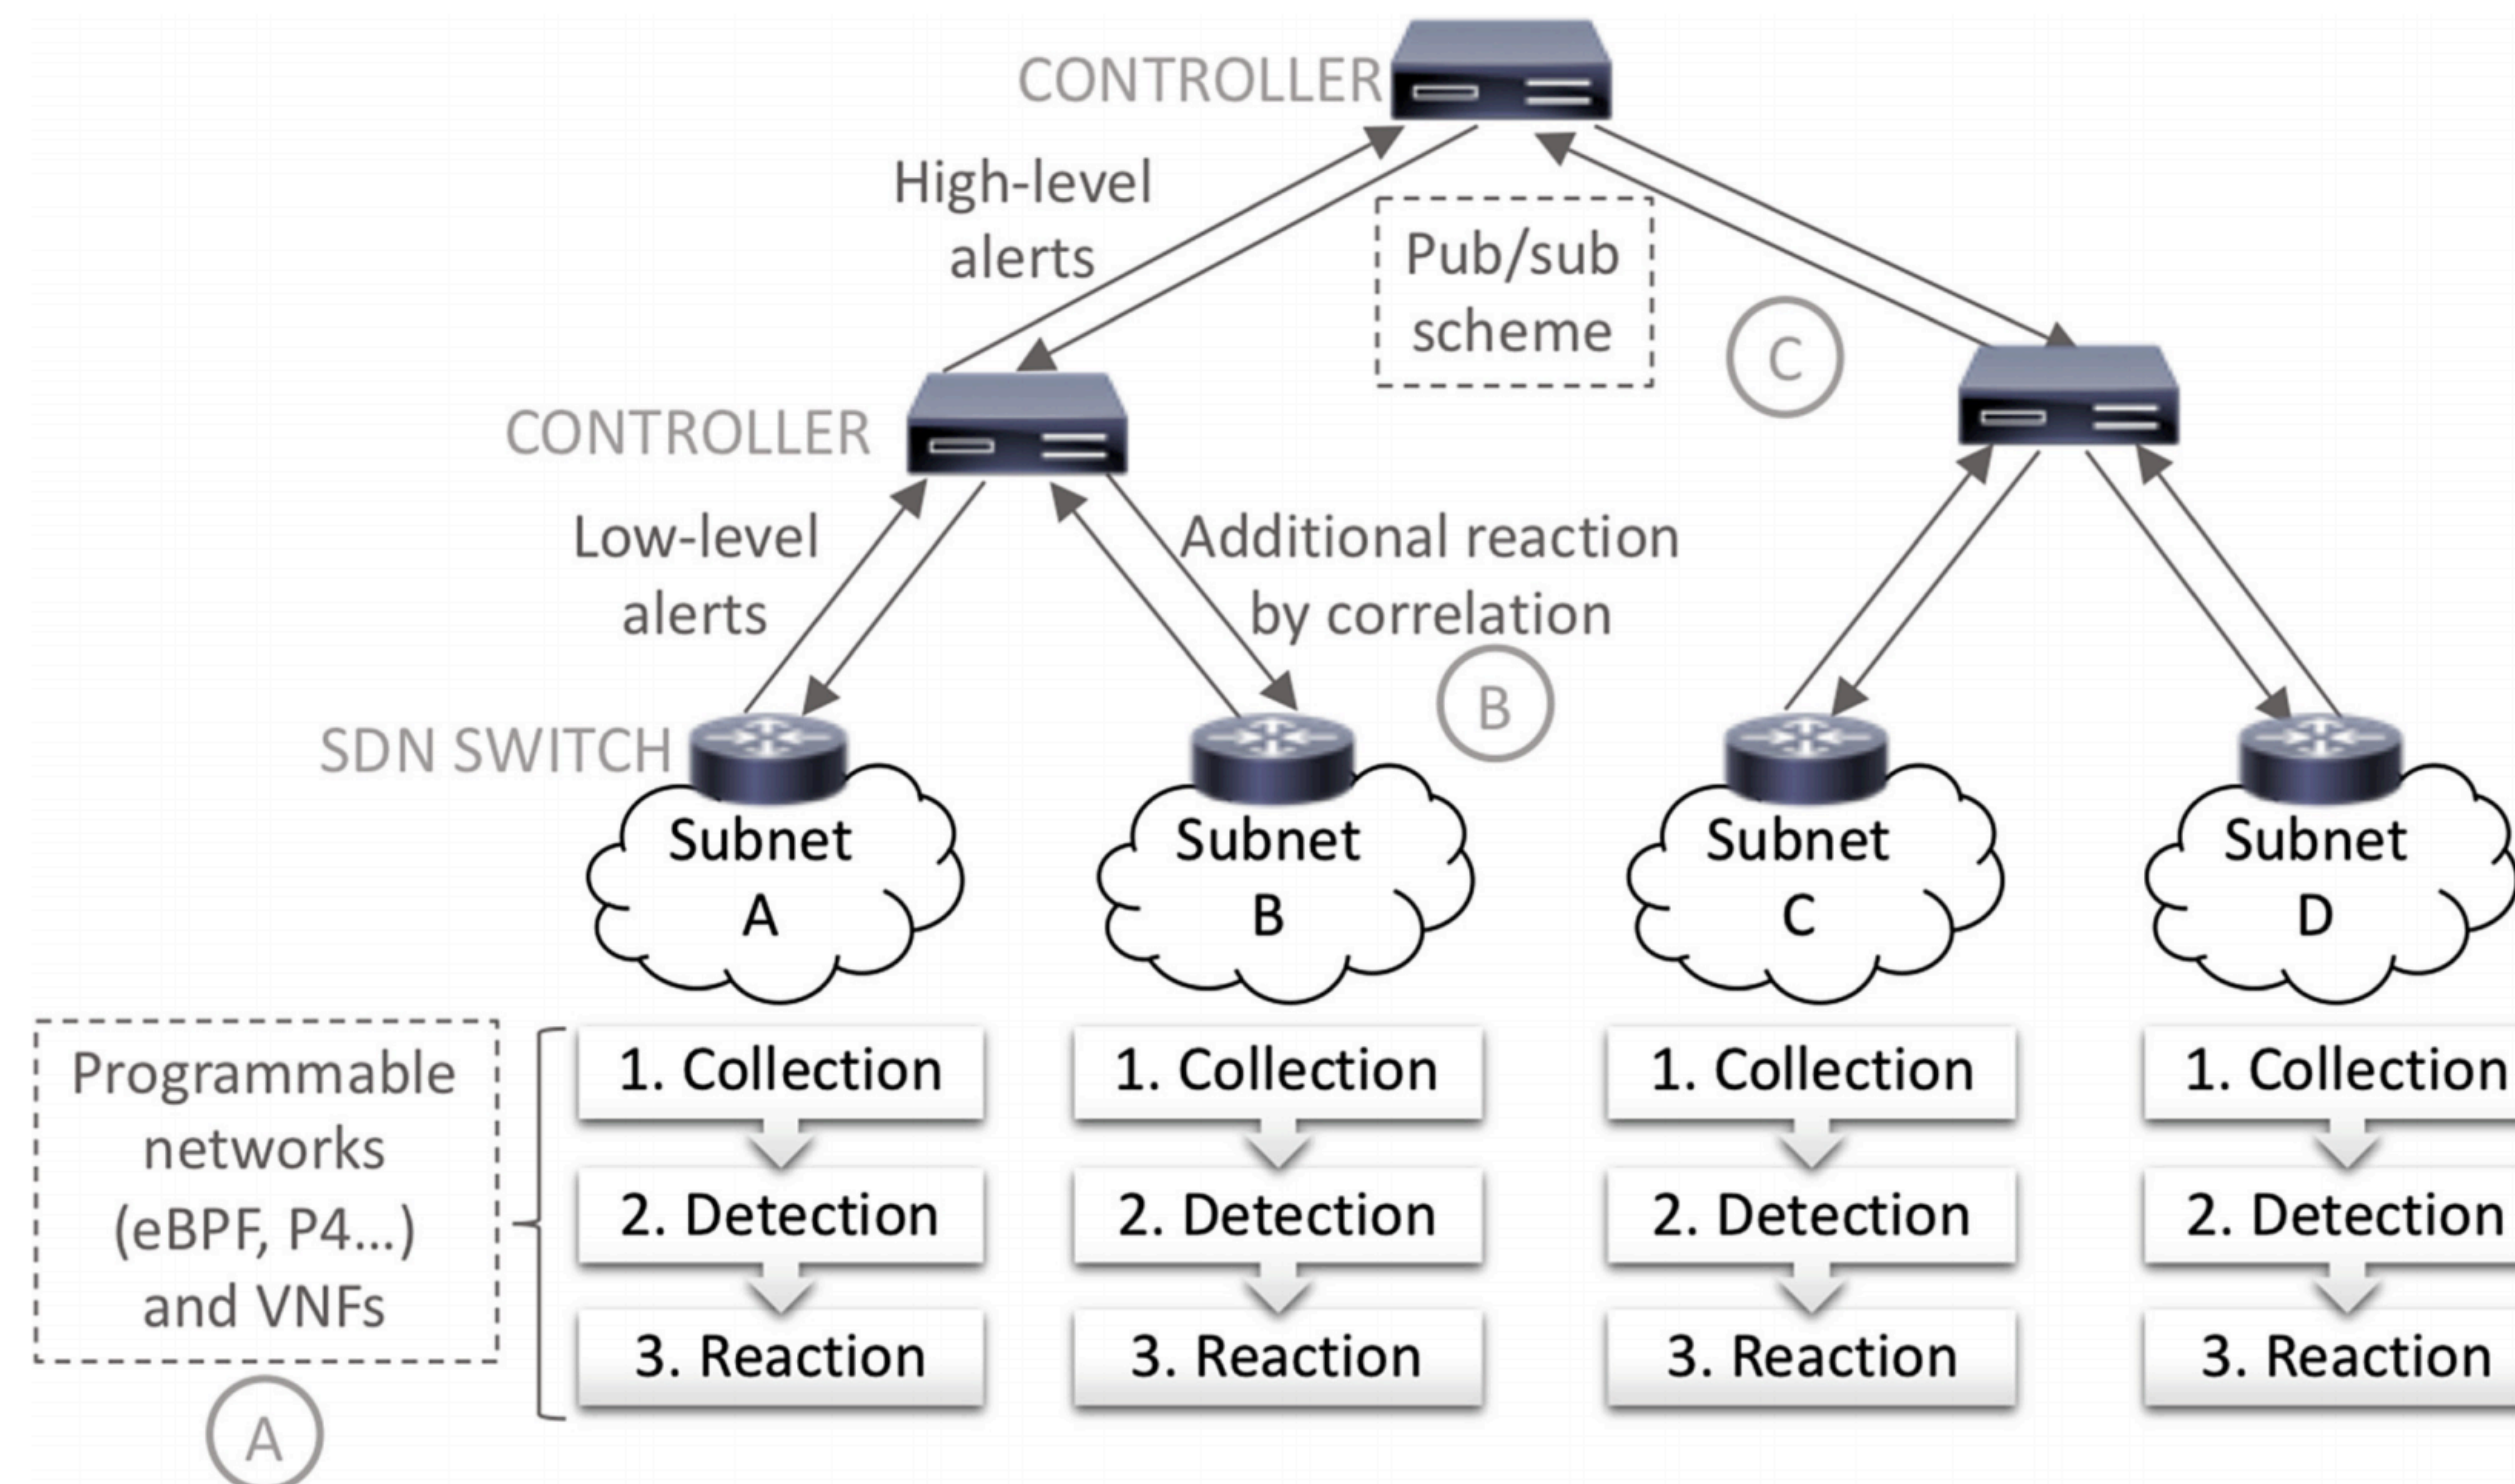 CONTROLLER
High-level
alerts
Pub/sub
scheme
C
CONTROLLER
Low-level
alerts
Additional reaction
by correlation
B
SDN SWITCH
Subnet
A
Subnet
B
Subnet
C
Subnet
D
Programmable
networks
(eBPF, P4...)
and VNFs
A
1. Collection
2. Detection
3. Reaction
1. Collection
2. Detection
3. Reaction
1. Collection
2. Detection
3. Reaction
1. Collection
2. Detection
3. Reaction